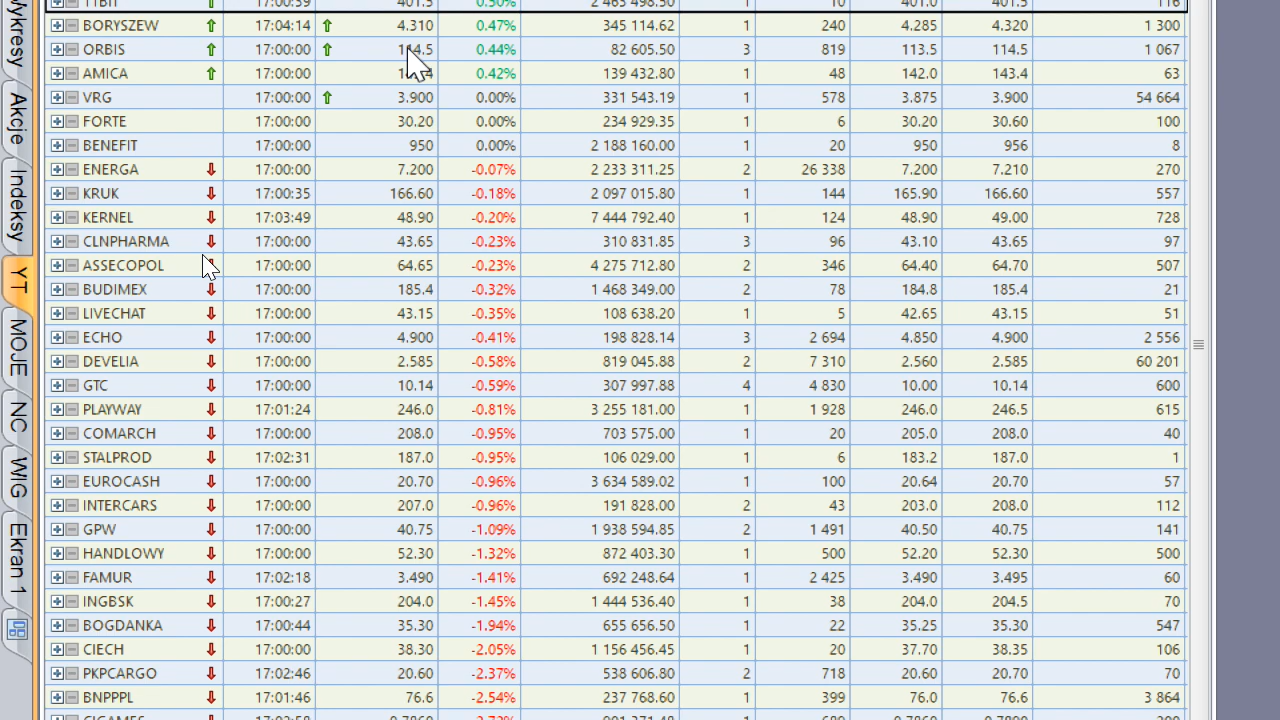 11BIT 17:00:39 401.5 0.50% 2 463 498.50 1 10 401.0 401.5 116
BORYSZEW 17:04:14 4.310 0.47% 345 114.62 1 240 4.285 4.320 1 300
ORBIS 17:00:00 0.44% 82 605.50 3 819 113.5 114.5 1 067
AMICA 17:00:00 0.42% 139 432.80 1 48 142.0 143.4 63
VRG 17:00:00 3.900 0.00% 331 543.19 1 578 3.875 3.900 54 664
FORTE 17:00:00 30.20 0.00% 234 929.35 1 6 30.20 30.60 100
BENEFIT 17:00:00 950 0.00% 2 188 160.00 1 20 950 956 8
ENERGA 17:00:00 7.200 -0.07% 2 233 311.25 2 26 338 7.200 7.210 270
KRUK 17:00:35 166.60 -0.18% 2 097 015.80 1 144 165.90 166.60 557
KERNEL 17:03:49 48.90 -0.20% 7 444 792.40 1 124 48.90 49.00 728
CLNPHARMA 17:00:00 43.65 -0.23% 310 831.85 3 96 43.10 43.65 97
ASSECOPOL 17:00:00 64.65 -0.23% 4 275 712.80 2 346 64.40 64.70 507
BUDIMEX 17:00:00 185.4 -0.32% 1 468 349.00 2 78 184.8 185.4 21
LIVECHAT 17:00:00 43.15 -0.35% 108 638.20 1 5 42.65 43.15 51
ECHO 17:00:00 4.900 -0.41% 198 828.14 3 2 694 4.850 4.900 2 556
DEVELIA 17:00:00 2.585 -0.58% 819 045.88 2 7 310 2.560 2.585 60 201
GTC 17:00:00 10.14 -0.59% 307 997.88 4 4 830 10.00 10.14 600
PLAYWAY 17:01:24 246.0 -0.81% 3 255 181.00 1 1 928 246.0 246.5 615
COMARCH 17:00:00 208.0 -0.95% 703 575.00 1 20 205.0 208.0 40
STALPROD 17:02:31 187.0 -0.95% 106 029.00 1 6 183.2 187.0 1
EUROCASH 17:00:00 20.70 -0.96% 3 634 589.02 1 100 20.64 20.70 57
INTERCARS 17:00:00 207.0 -0.96% 191 828.00 2 43 203.0 208.0 112
GPW 17:00:00 40.75 -1.09% 1 938 594.85 2 1 491 40.50 40.75 141
HANDLOWY 17:00:00 52.30 -1.32% 872 403.30 1 500 52.20 52.30 500
FAMUR 17:02:18 3.490 -1.41% 692 248.64 1 2 425 3.490 3.495 60
INGBSK 17:00:27 204.0 -1.45% 1 444 536.40 1 38 204.0 204.5 70
BOGDANKA 17:00:44 35.30 -1.94% 655 656.50 1 22 35.25 35.30 547
CIECH 17:00:00 38.30 -2.05% 1 156 456.45 1 20 37.70 38.35 106
PKPCARGO 17:02:46 20.60 -2.37% 538 606.80 2 718 20.60 20.70 70
BNPPPL 17:01:46 76.6 -2.54% 237 768.60 1 399 76.0 76.6 3 864
CIGAMES
Wykresy
Akcje
Indeksy
YT
MOJE
NC
WIG
Ekran 1